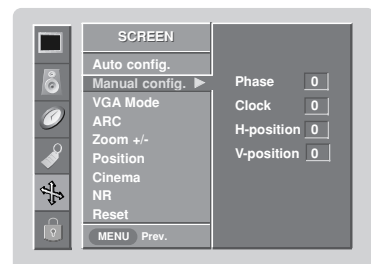 SCREEN
Auto config.
Manual config. ▶
VGA Mode
ARC
Zoom +/-
Position
Cinema
NR
Reset
MENU Prev.
Phase 0
Clock 0
H-position 0
V-position 0